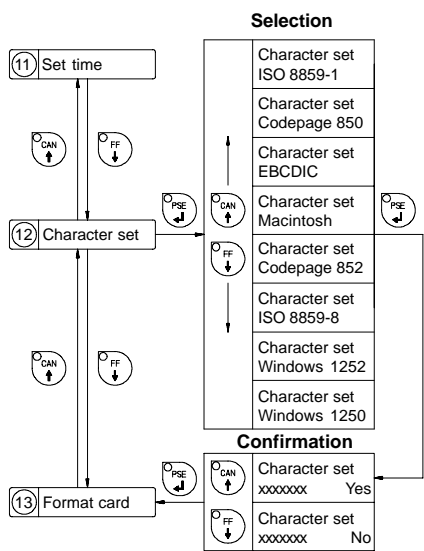 Selection
11 Set time
CAN
FF
12 Character set
PSE
CAN
FF
Character set
ISO 8859-1
Character set
Codepage 850
Character set
EBCDIC
Character set
Macintosh
Character set
Codepage 852
Character set
ISO 8859-8
Character set
Windows 1252
Character set
Windows 1250
PSE
CAN
FF
Confirmation
13 Format card
PSE
CAN
Character set
xxxxxxx Yes
FF
Character set
xxxxxxx No